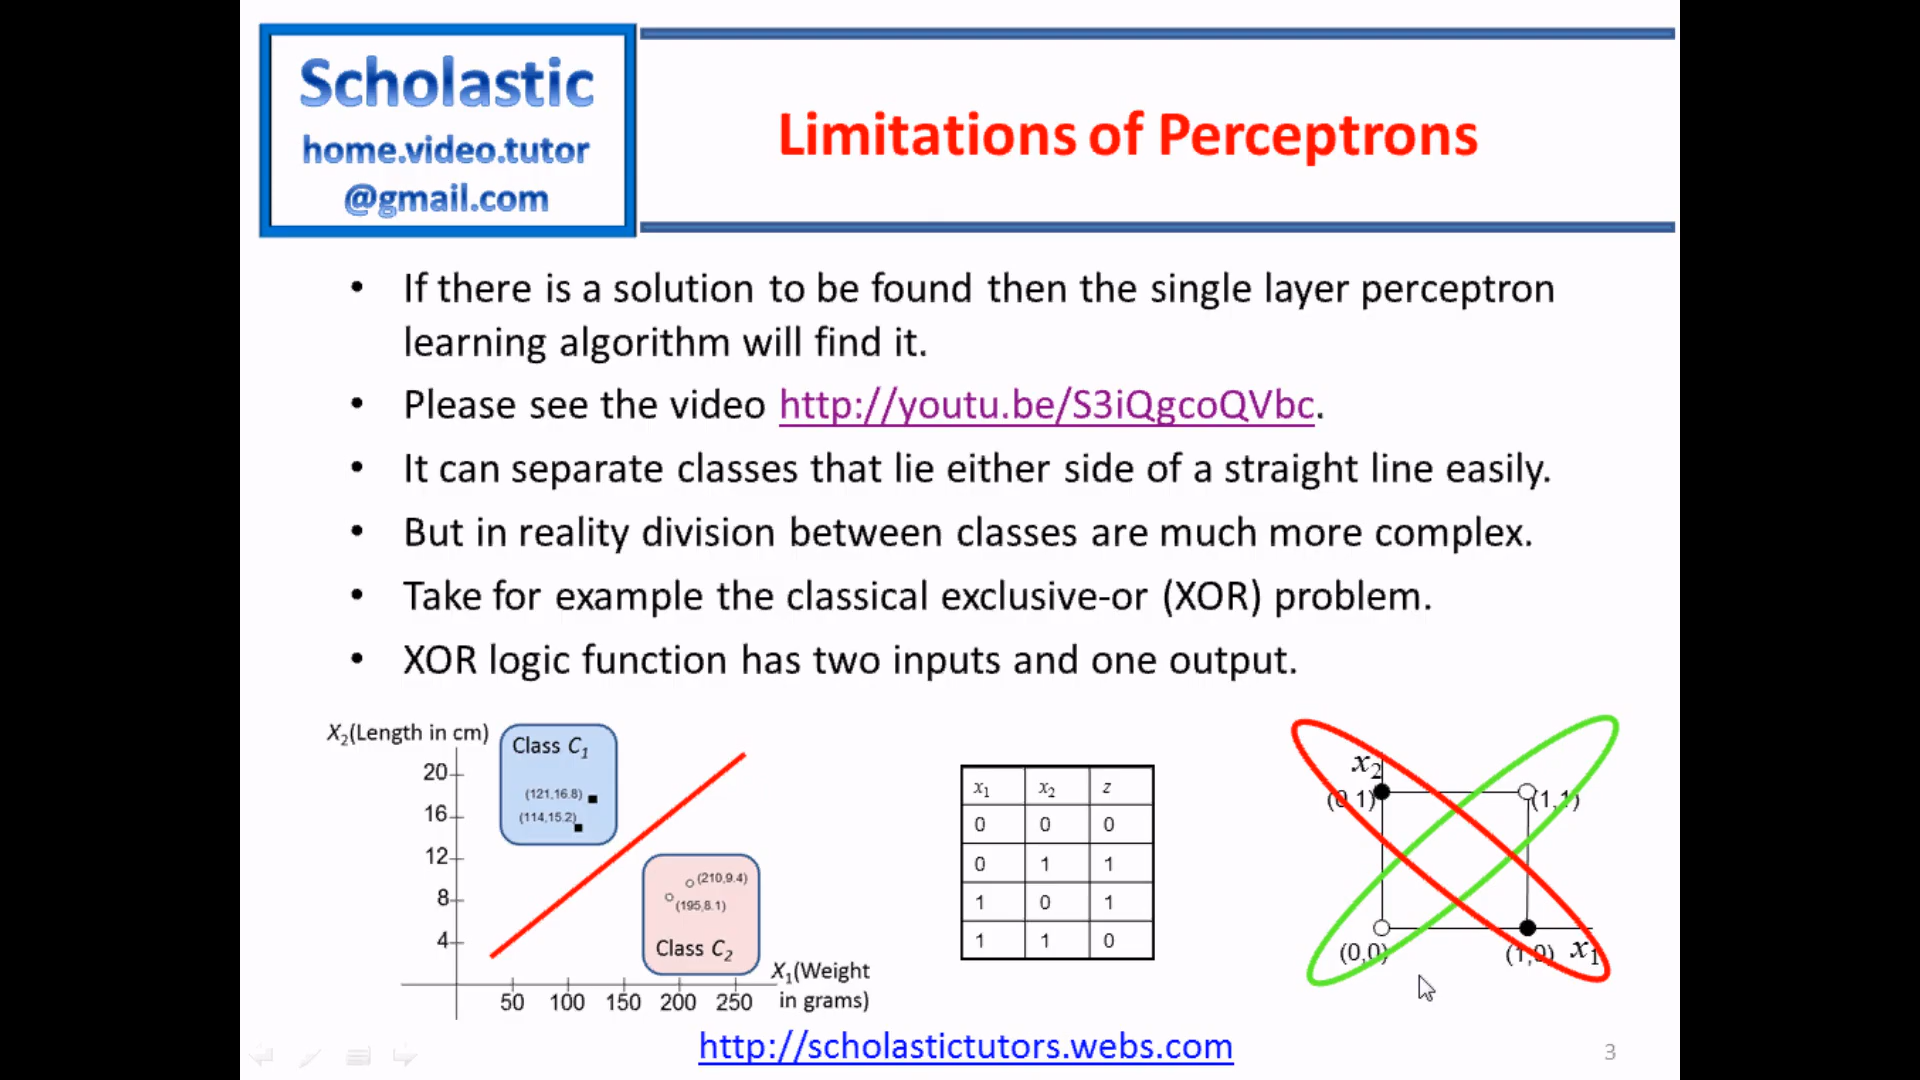 Scholastic
home.video.tutor
@gmail.com
Limitations of Perceptrons
• If there is a solution to be found then the single layer perceptron
learning algorithm will find it.
• Please see the video http://youtu.be/S3iQgcoQVbc.
• It can separate classes that lie either side of a straight line easily.
• But in reality division between classes are much more complex.
• Take for example the classical exclusive-or (XOR) problem.
• XOR logic function has two inputs and one output.
X2(Length in cm)
20
16
12
8
4
Class C1
(121,16.8)
(114,15.2)
(210,9.4)
(195,8.1)
Class C2
X1(Weight
in grams)
50 100 150 200 250
x1 x2 z
0 0 0
0 1 1
1 0 1
1 1 0
x2
(0,1)
(1,1)
(0,0)
(1,0)
x1
http://scholastictutors.webs.com
3